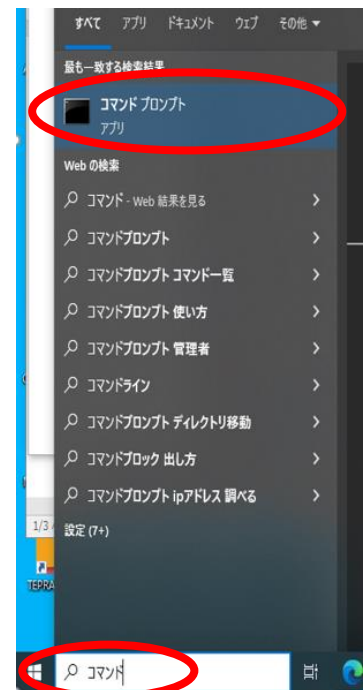 すべて アプリ ドキュメント ウェブ その他 ▼
最も一致する検索結果
コマンド プロンプト
アプリ
Web の検索
コマンド - Web 結果を見る
コマンドプロンプト
コマンドプロンプト コマンド一覧
コマンドプロンプト 使い方
コマンドプロンプト 管理者
コマンドライン
コマンドプロンプト ディレクトリ移動
コマンドブロック 出し方
コマンドプロンプト ipアドレス 調べる
1/3
設定 (7+)
TEPRA
コマンド